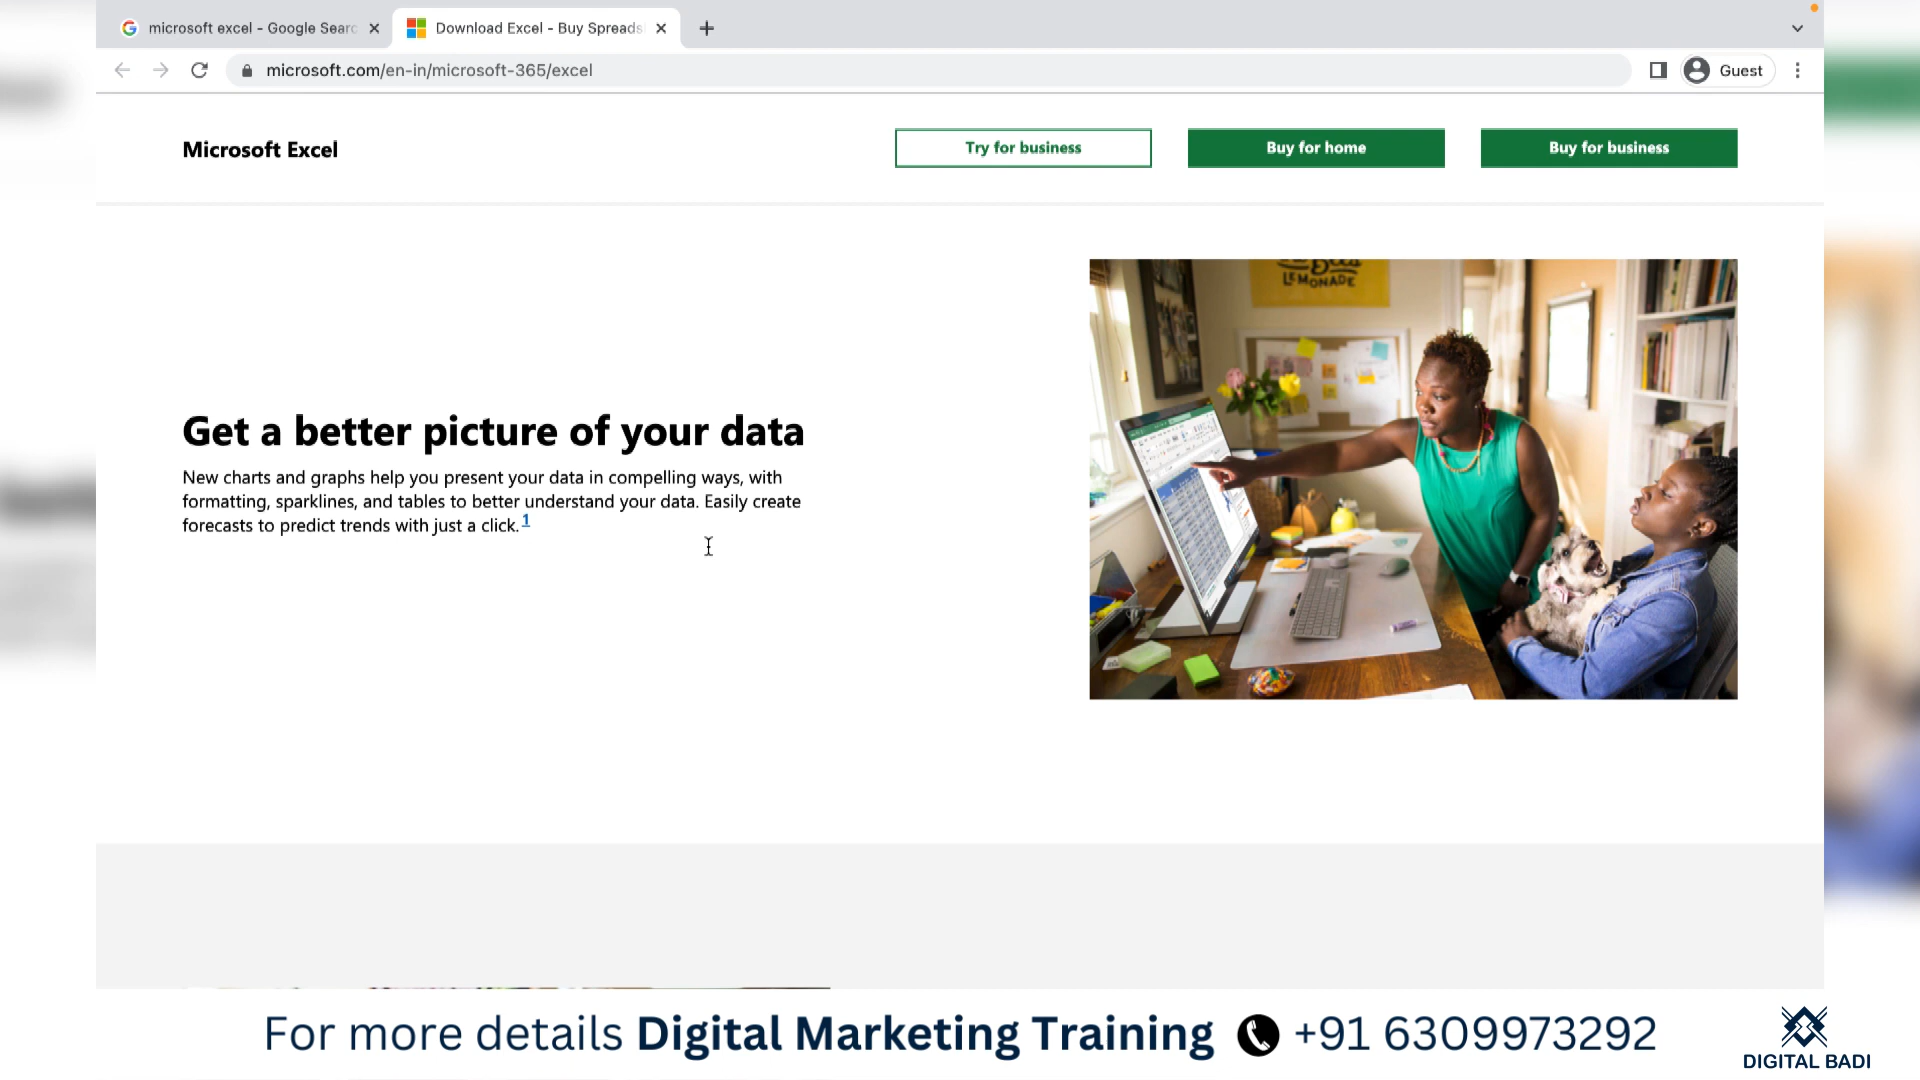 microsoft excel - Google Searc
Download Excel - Buy Spreads
microsoft.com/en-in/microsoft-365/excel
Guest
Microsoft Excel
Try for business
Buy for home
Buy for business
LEMONADE
Get a better picture of your data
New charts and graphs help you present your data in compelling ways, with
formatting, sparklines, and tables to better understand your data. Easily create
forecasts to predict trends with just a click.1
For more details Digital Marketing Training +91 6309973292
DIGITAL BADI